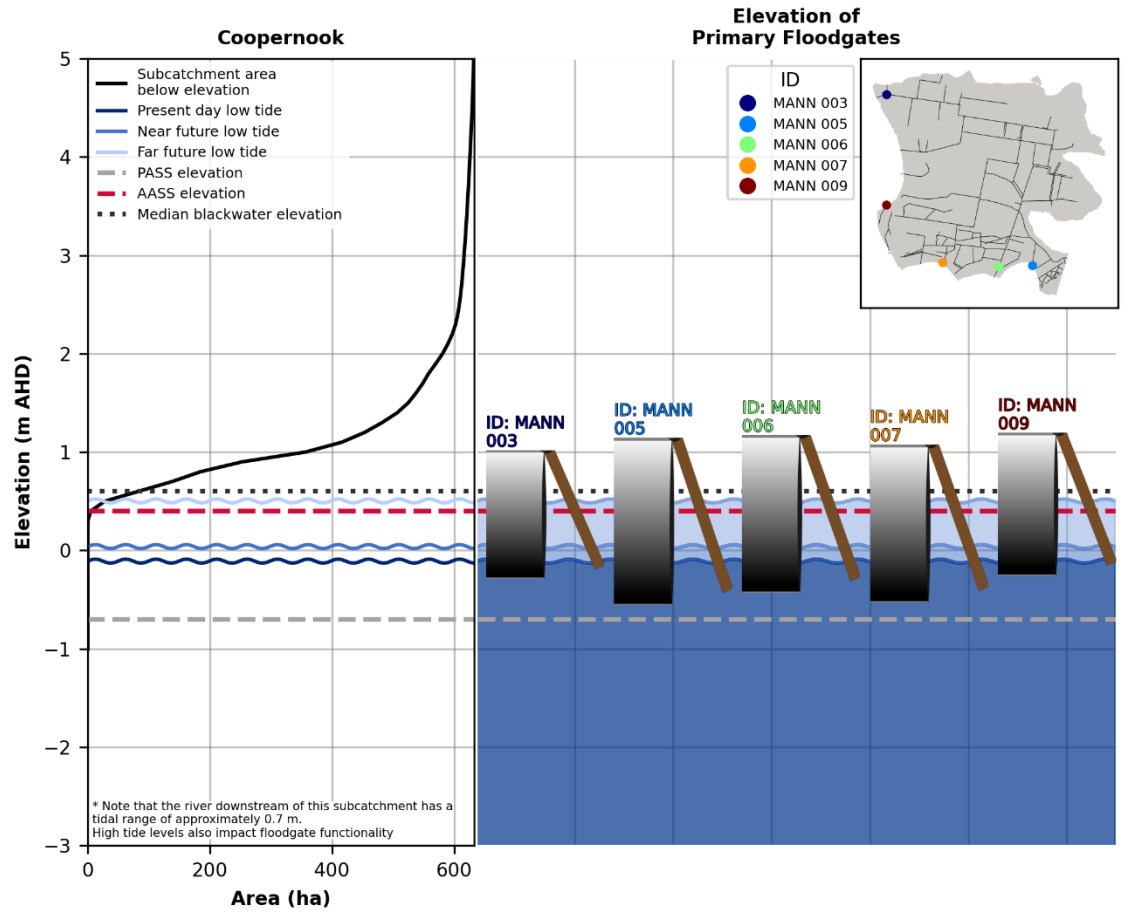 Coopernook
Elevation of
Primary Floodgates
Elevation (m AHD)
5
4
3
2
1
0
−1
−2
−3
Subcatchment area
below elevation
Present day low tide
Near future low tide
Far future low tide
PASS elevation
AASS elevation
Median blackwater elevation
* Note that the river downstream of this subcatchment has a
tidal range of approximately 0.7 m.
High tide levels also impact floodgate functionality
0
200
400
600
Area (ha)
ID
MANN 003
MANN 005
MANN 006
MANN 007
MANN 009
ID: MANN
003
ID: MANN
005
ID: MANN
006
ID: MANN
007
ID: MANN
009